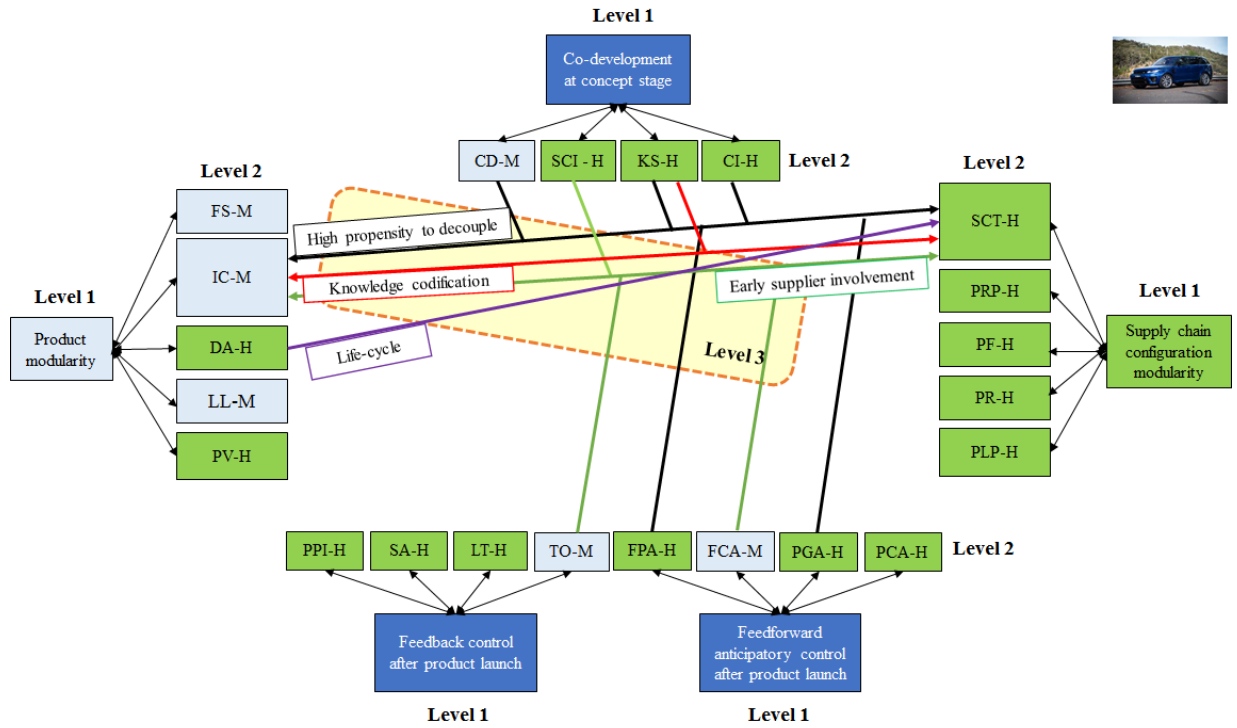 Level 1
Co-development
at concept stage
CD-M
SCI - H
KS-H
CI-H
Level 2
Level 2
Level 2
FS-M
IC-M
DA-H
LL-M
PV-H
Level 1
Product
modularity
High propensity to decouple
Knowledge codification
Life-cycle
Early supplier involvement
Level 3
SCT-H
PRP-H
PF-H
PR-H
PLP-H
Level 1
Supply chain
configuration
modularity
PPI-H
SA-H
LT-H
TO-M
FPA-H
FCA-M
PGA-H
PCA-H
Level 2
Feedback control
after product launch
Level 1
Feedforward
anticipatory control
after product launch
Level 1